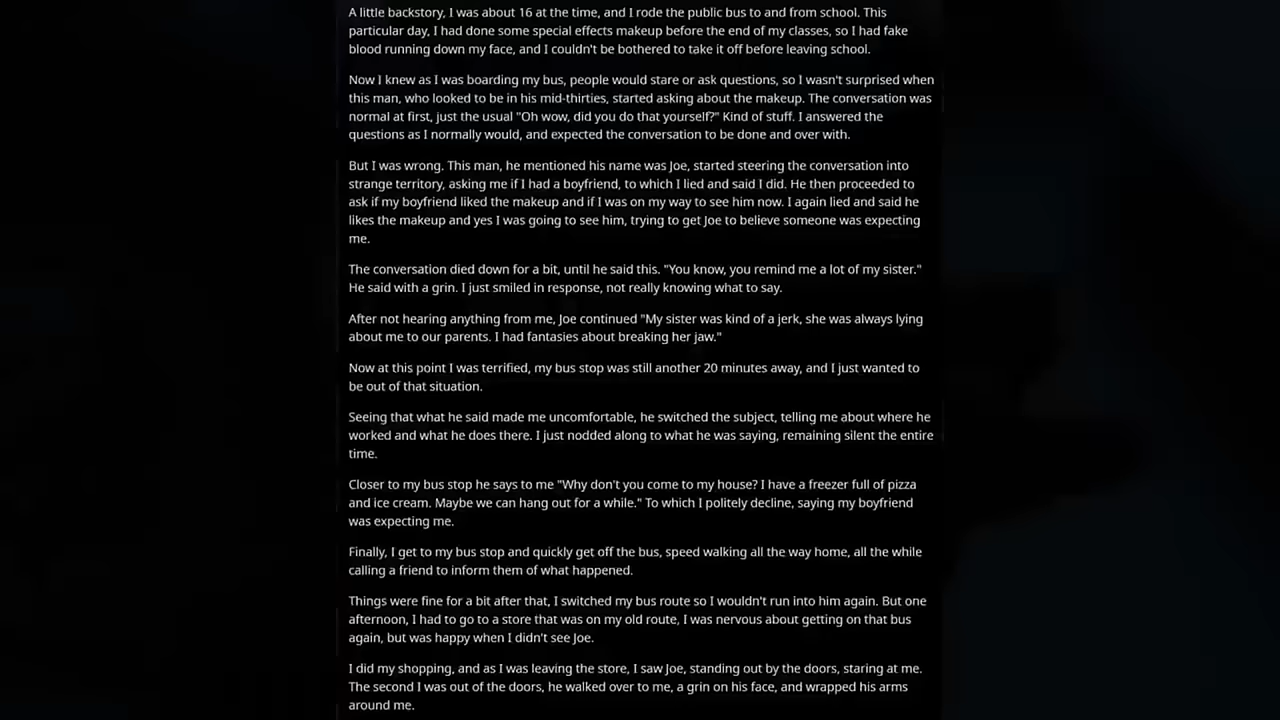 A little backstory, I was about 16 at the time, and I rode the public bus to and from school. This
particular day, I had done some special effects makeup before the end of my classes, so I had fake
blood running down my face, and I couldn't be bothered to take it off before leaving school.
Now I knew as I was boarding my bus, people would stare or ask questions, so I wasn't surprised when
this man, who looked to be in his mid-thirties, started asking about the makeup. The conversation was
normal at first, just the usual "Oh wow, did you do that yourself?" Kind of stuff. I answered the
questions as I normally would, and expected the conversation to be done and over with.
But I was wrong. This man, he mentioned his name was Joe, started steering the conversation into
strange territory, asking me if I had a boyfriend, to which I lied and said I did. He then proceeded to
ask if my boyfriend liked the makeup and if I was on my way to see him now. I again lied and said he
likes the makeup and yes I was going to see him, trying to get Joe to believe someone was expecting
me.
The conversation died down for a bit, until he said this. "You know, you remind me a lot of my sister."
He said with a grin. I just smiled in response, not really knowing what to say.
After not hearing anything from me, Joe continued "My sister was kind of a jerk, she was always lying
about me to our parents. I had fantasies about breaking her jaw."
Now at this point I was terrified, my bus stop was still another 20 minutes away, and I just wanted to
be out of that situation.
Seeing that what he said made me uncomfortable, he switched the subject, telling me about where he
worked and what he does there. I just nodded along to what he was saying, remaining silent the entire
time.
Closer to my bus stop he says to me "Why don't you come to my house? I have a freezer full of pizza
and ice cream. Maybe we can hang out for a while." To which I politely decline, saying my boyfriend
was expecting me.
Finally, I get to my bus stop and quickly get off the bus, speed walking all the way home, all the while
calling a friend to inform them of what happened.
Things were fine for a bit after that, I switched my bus route so I wouldn't run into him again. But one
afternoon, I had to go to a store that was on my old route, I was nervous about getting on that bus
again, but was happy when I didn't see Joe.
I did my shopping, and as I was leaving the store, I saw Joe, standing out by the doors, staring at me.
The second I was out of the doors, he walked over to me, a grin on his face, and wrapped his arms
around me.